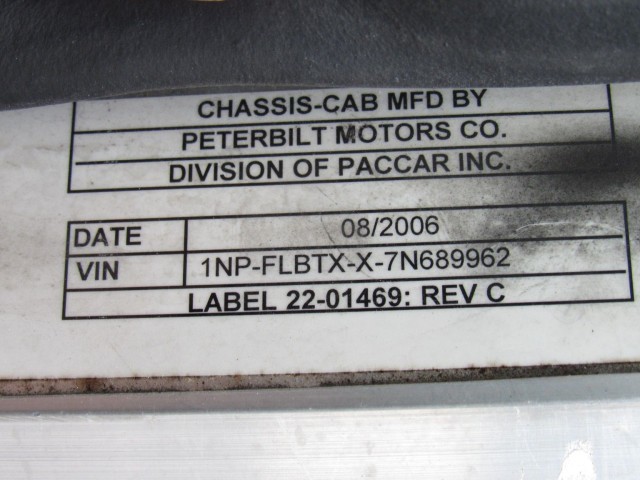 CHASSIS-CAB MFD BY
PETERBILT MOTORS CO.
DIVISION OF PACCAR INC.
DATE 08/2006
VIN 1NP-FLBTX-X-7N689962
LABEL 22-01469: REV C